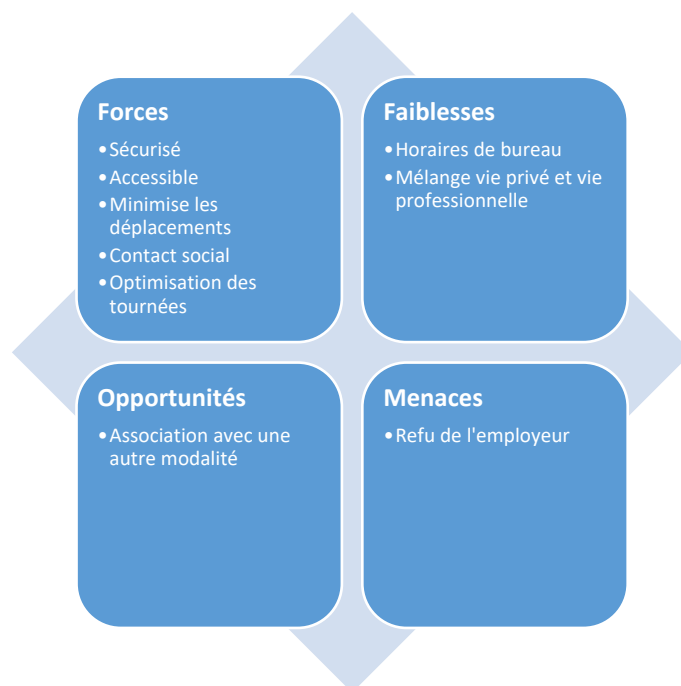 Forces
•Sécurisé
•Accessible
•Minimise les
déplacements
•Contact social
•Optimisation des
tournées
Faiblesses
•Horaires de bureau
•Mélange vie privé et vie
professionnelle
Opportunités
•Association avec une
autre modalité
Menaces
•Refu de l'employeur